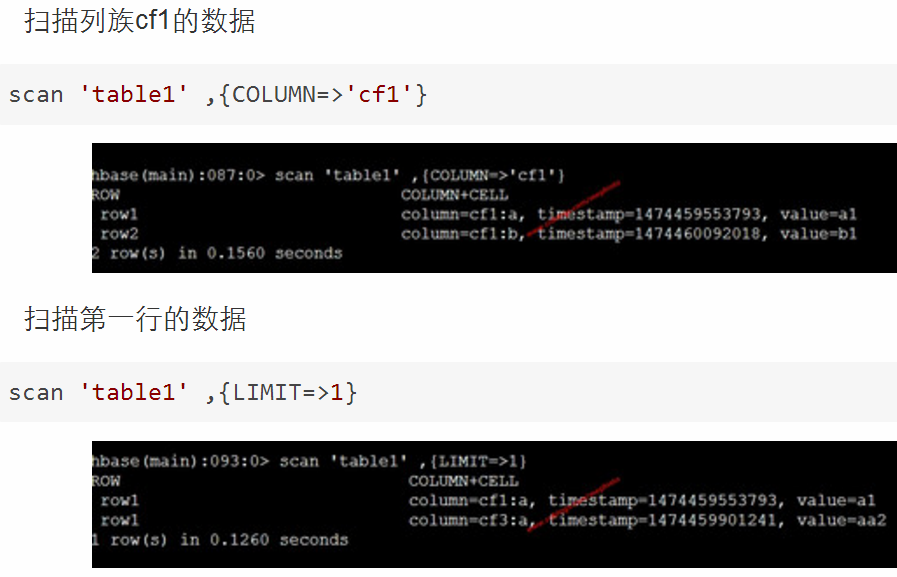 扫描列族cf1的数据
scan 'table1' ,{COLUMN=>'cf1'}
hbase(main):087:0> scan 'table1' ,{COLUMN=>'cf1'}
ROW COLUMN+CELL
row1 column=cf1:a, timestamp=1474459553793, value=a1
row2 column=cf1:b, timestamp=1474460092018, value=b1
2 row(s) in 0.1560 seconds
扫描第一行的数据
scan 'table1' ,{LIMIT=>1}
hbase(main):093:0> scan 'table1' ,{LIMIT=>1}
ROW COLUMN+CELL
row1 column=cf1:a, timestamp=1474459553793, value=a1
row1 column=cf3:a, timestamp=1474459901241, value=aa2
1 row(s) in 0.1260 seconds